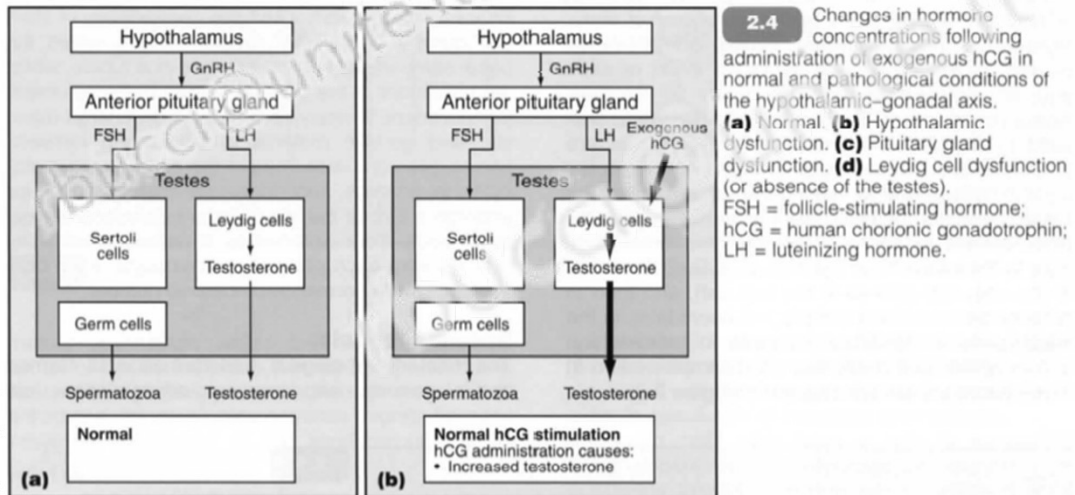 Hypothalamus
GnRH
Anterior pituitary gland
FSH
LH
Testes
Sertoli
cells
Leydig cells
Testosterone
Germ cells
Spermatozoa
Testosterone
Normal
(a)
Hypothalamus
GnRH
Anterior pituitary gland
FSH
LH
Exogenous
hCG
Testes
Sertoli
cells
Leydig cells
Testosterone
Germ cells
Spermatozoa
Testosterone
Normal hCG stimulation
hCG administration causes:
• Increased testosterone
(b)
2.4 Changes in hormone
concentrations following
administration of exogenous hCG in
normal and pathological conditions of
the hypothalamic–gonadal axis.
(a) Normal. (b) Hypothalamic
dysfunction. (c) Pituitary gland
dysfunction. (d) Leydig cell dysfunction
(or absence of the testes).
FSH = follicle-stimulating hormone;
hCG = human chorionic gonadotrophin;
LH = luteinizing hormone.